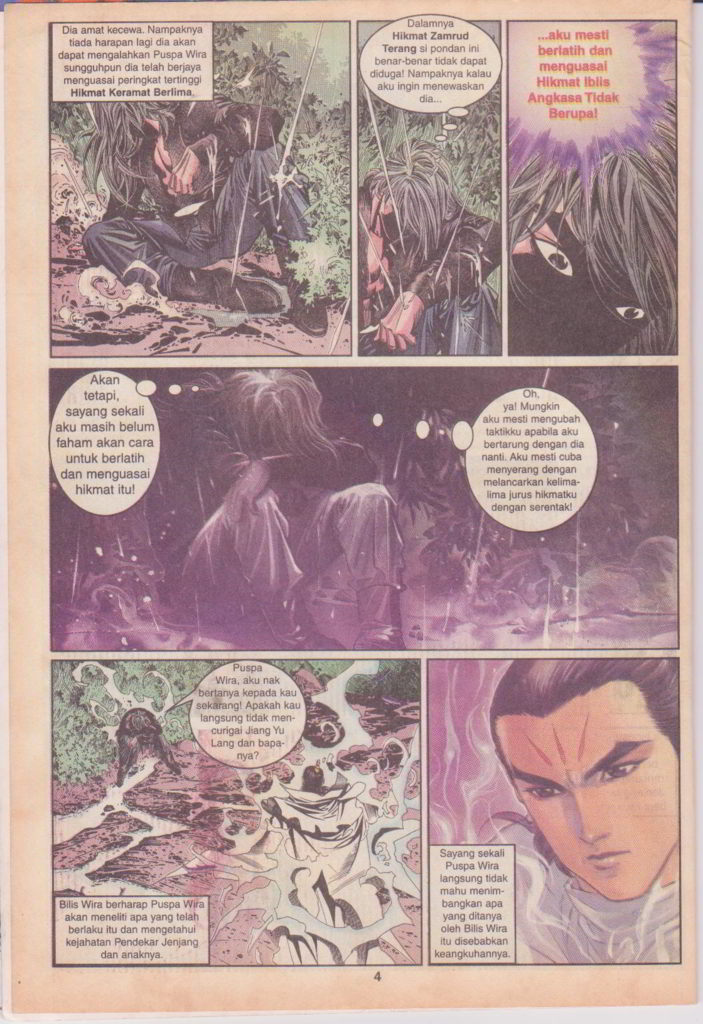 Dia amat kecewa. Nampaknya
tiada harapan lagi dia akan
dapat mengalahkan Puspa Wira
sungguhpun dia telah berjaya
menguasai peringkat tertinggi
Hikmat Keramat Berlima.
Dalamnya
Hikmat Zamrud
Terang si pondan ini
benar-benar tidak dapat
diduga! Nampaknya kalau
aku ingin menewaskan
dia...
...aku mesti
berlatih dan
menguasai
Hikmat Iblis
Angkasa Tidak
Berupa!
Akan
tetapi,
sayang sekali
aku masih belum
faham akan cara
untuk berlatih
dan menguasai
hikmat itu!
Oh,
ya! Mungkin
aku mesti mengubah
taktikku apabila aku
bertarung dengan dia
nanti. Aku mesti cuba
menyerang dengan
melancarkan kelima-
lima jurus hikmatku
dengan serentak!
Puspa
Wira, aku nak
bertanya kepada kau
sekarang! Apakah kau
langsung tidak men-
curigai Jiang Yu
Lang dan bapa-
nya?
Bilis Wira berharap Puspa Wira
akan meneliti apa yang telah
berlaku itu dan mengetahui
kejahatan Pendekar Jenjang
dan anaknya.
Sayang sekali
Puspa Wira
langsung tidak
mahu menim-
bangkan apa
yang ditanya
oleh Bilis Wira
itu disebabkan
keangkuhannya.
4